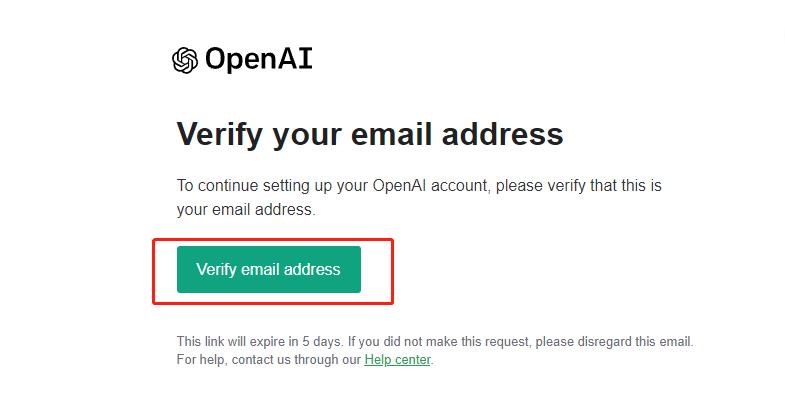 OpenAI
Verify your email address
To continue setting up your OpenAI account, please verify that this is
your email address.
Verify email address
This link will expire in 5 days. If you did not make this request, please disregard this email.
For help, contact us through our Help center.